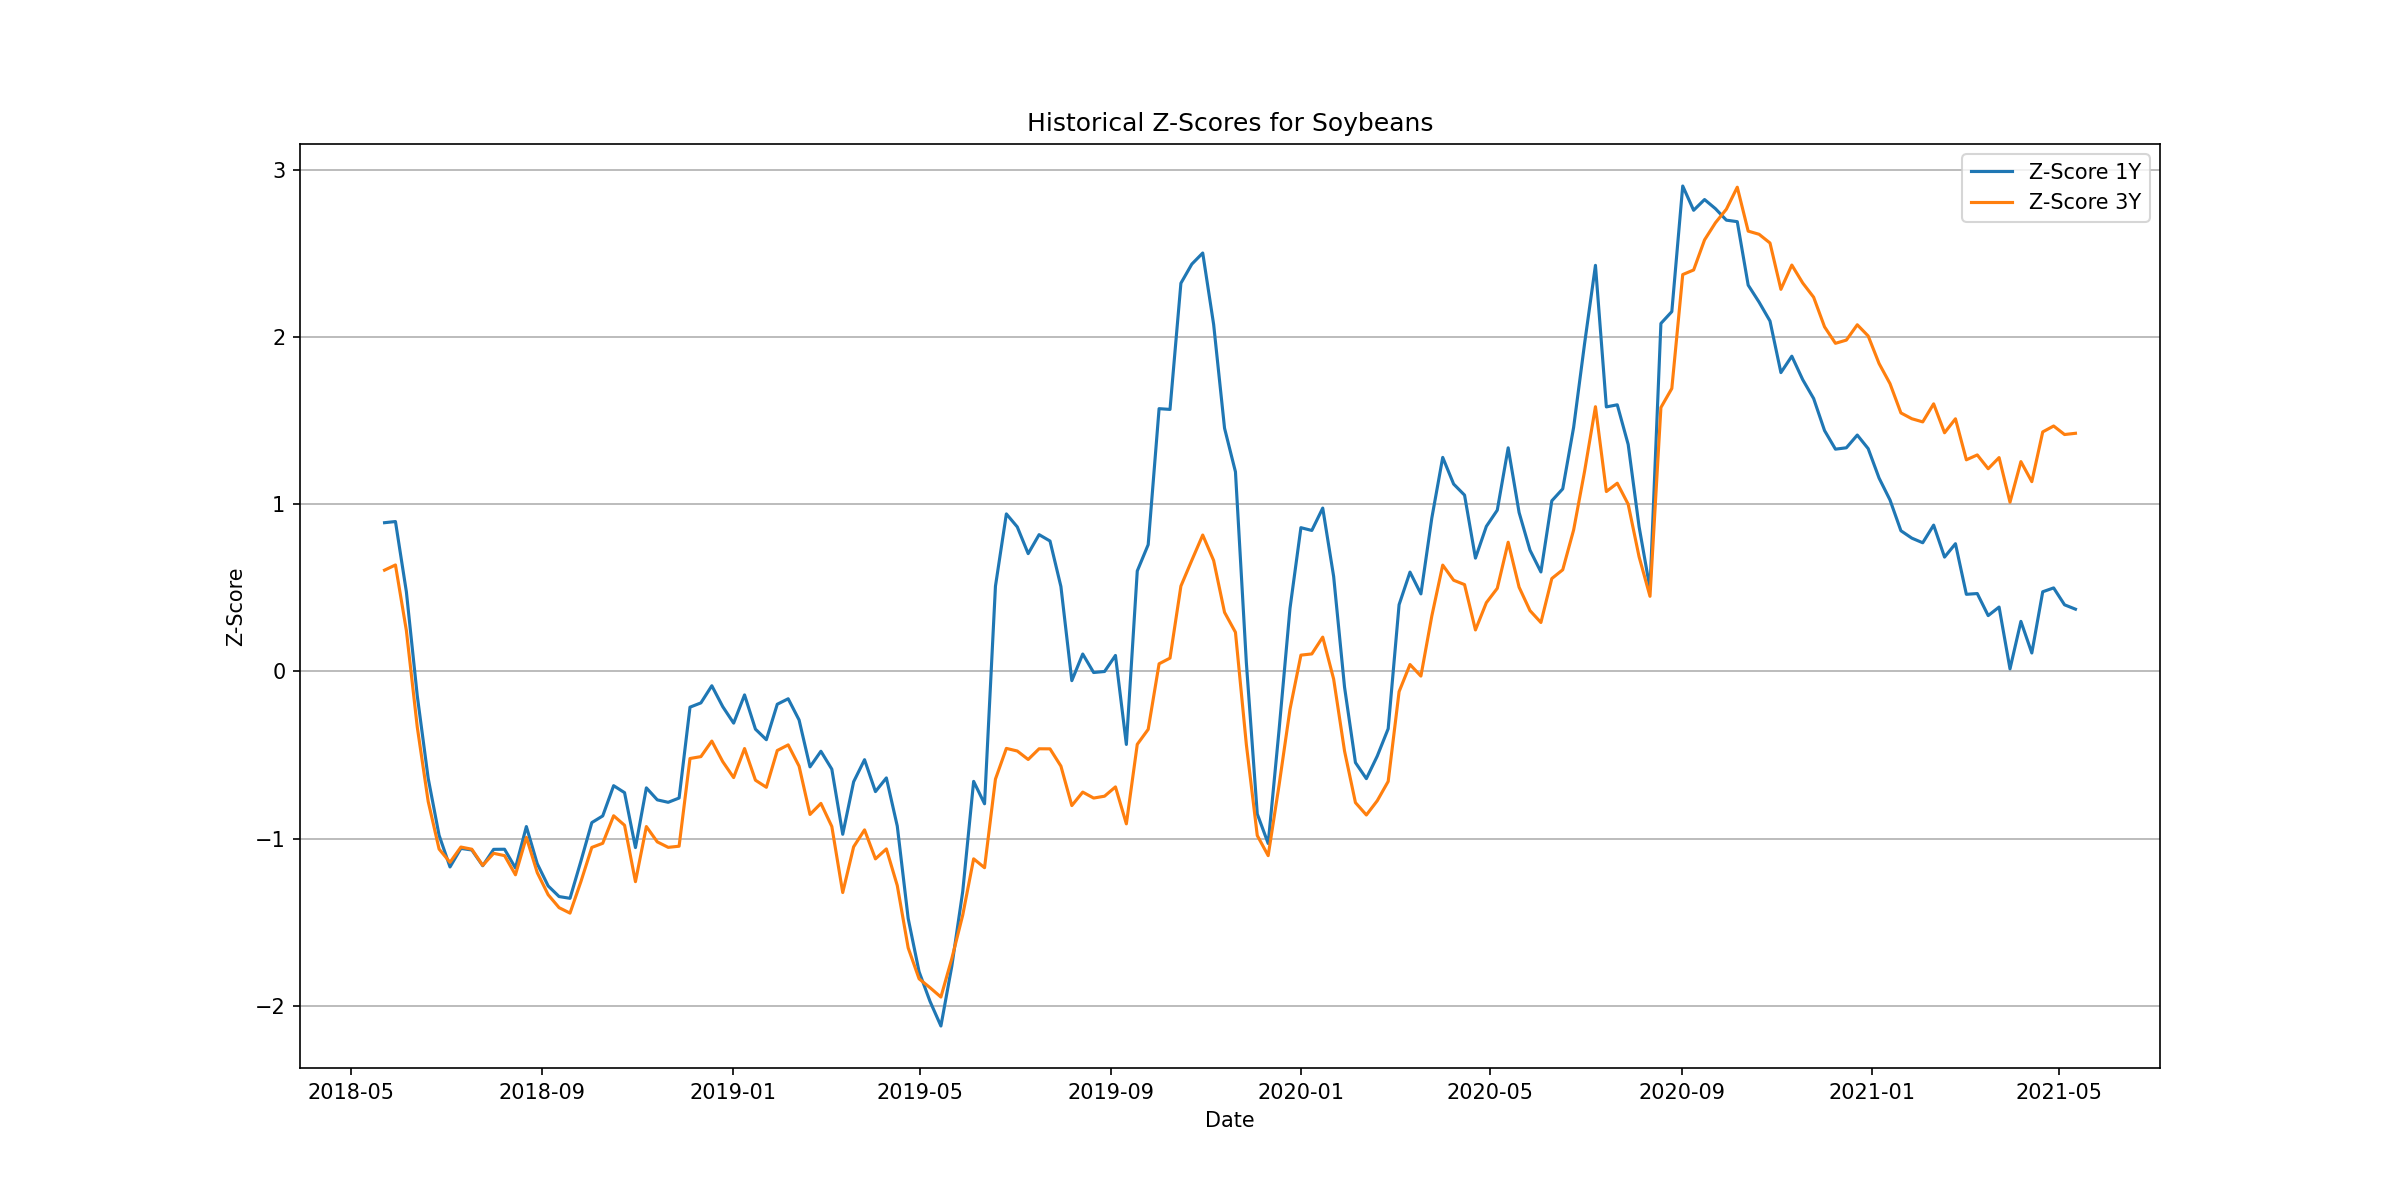 Historical Z-Scores for Soybeans
Z-Score 1Y
Z-Score 3Y
3
2
1
0
−1
−2
Z-Score
2018-05 2018-09 2019-01 2019-05 2019-09 2020-01 2020-05 2020-09 2021-01 2021-05
Date